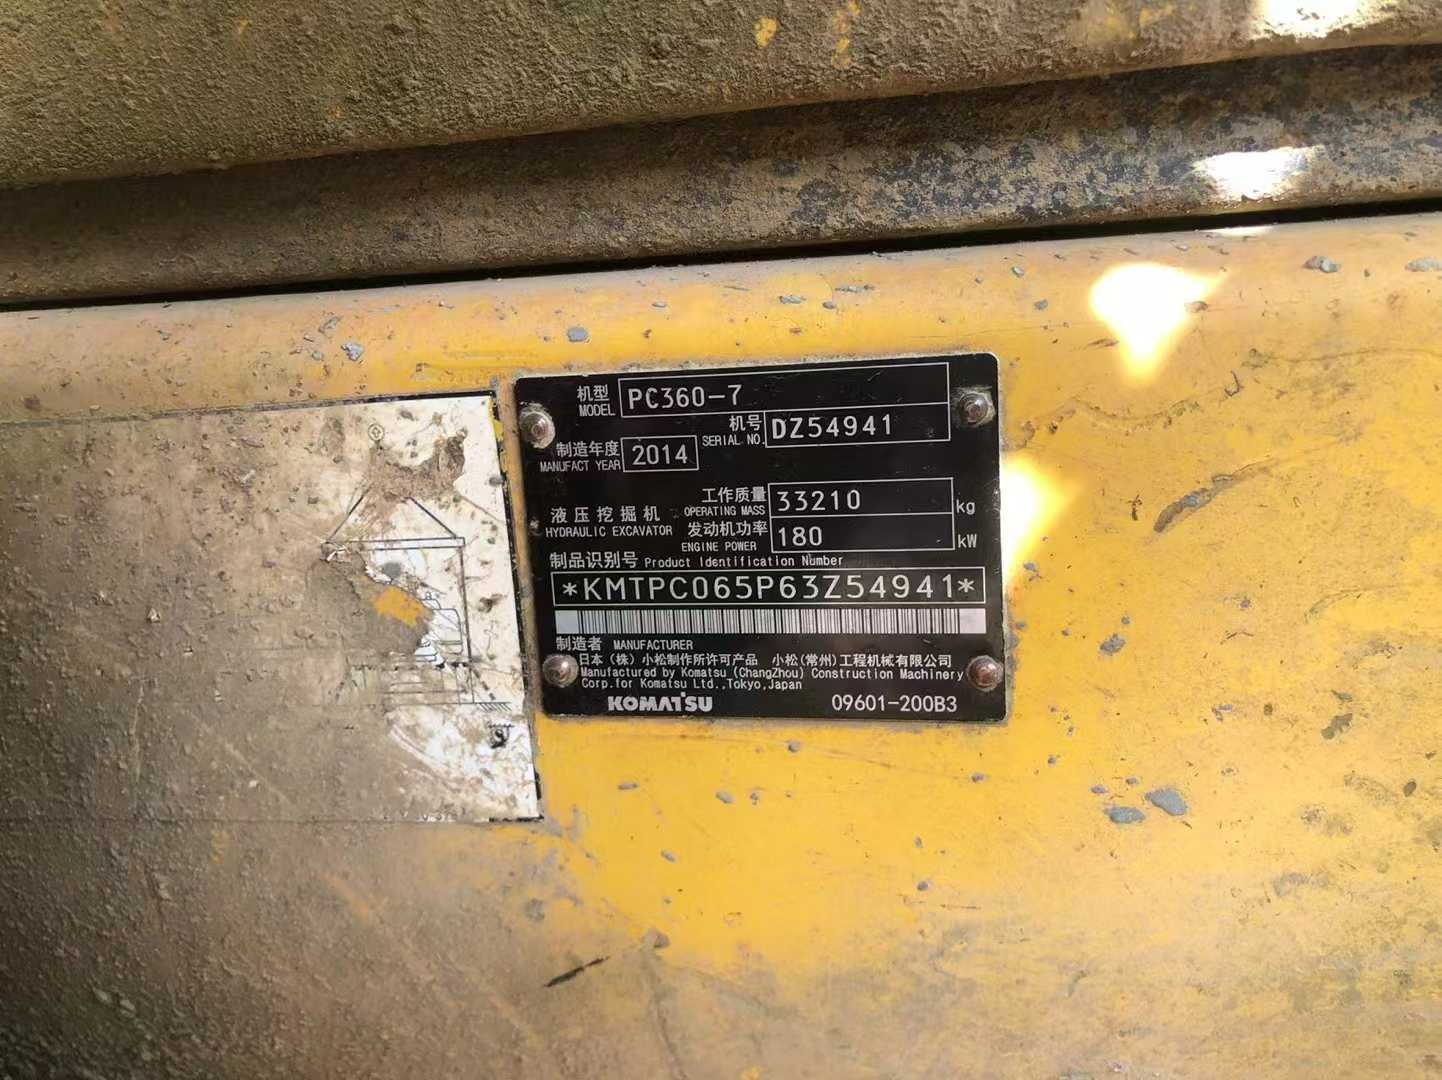 机型 PC360-7
MODEL
机号 DZ54941
SERIAL NO.
制造年度 2014
MANUFACT YEAR
工作质量 33210 kg
OPERATING MASS
液压挖掘机
HYDRAULIC EXCAVATOR
发动机功率 180 kW
ENGINE POWER
制品识别号 Product Identification Number
*KMTPC065P63Z54941*
制造者 MANUFACTURER
日本(株)小松制作所许可产品 小松(常州)工程机械有限公司
Manufactured by Komatsu (ChangZhou) Construction Machinery
Corp.for Komatsu Ltd.,Tokyo,Japan
KOMATSU 09601-200B3